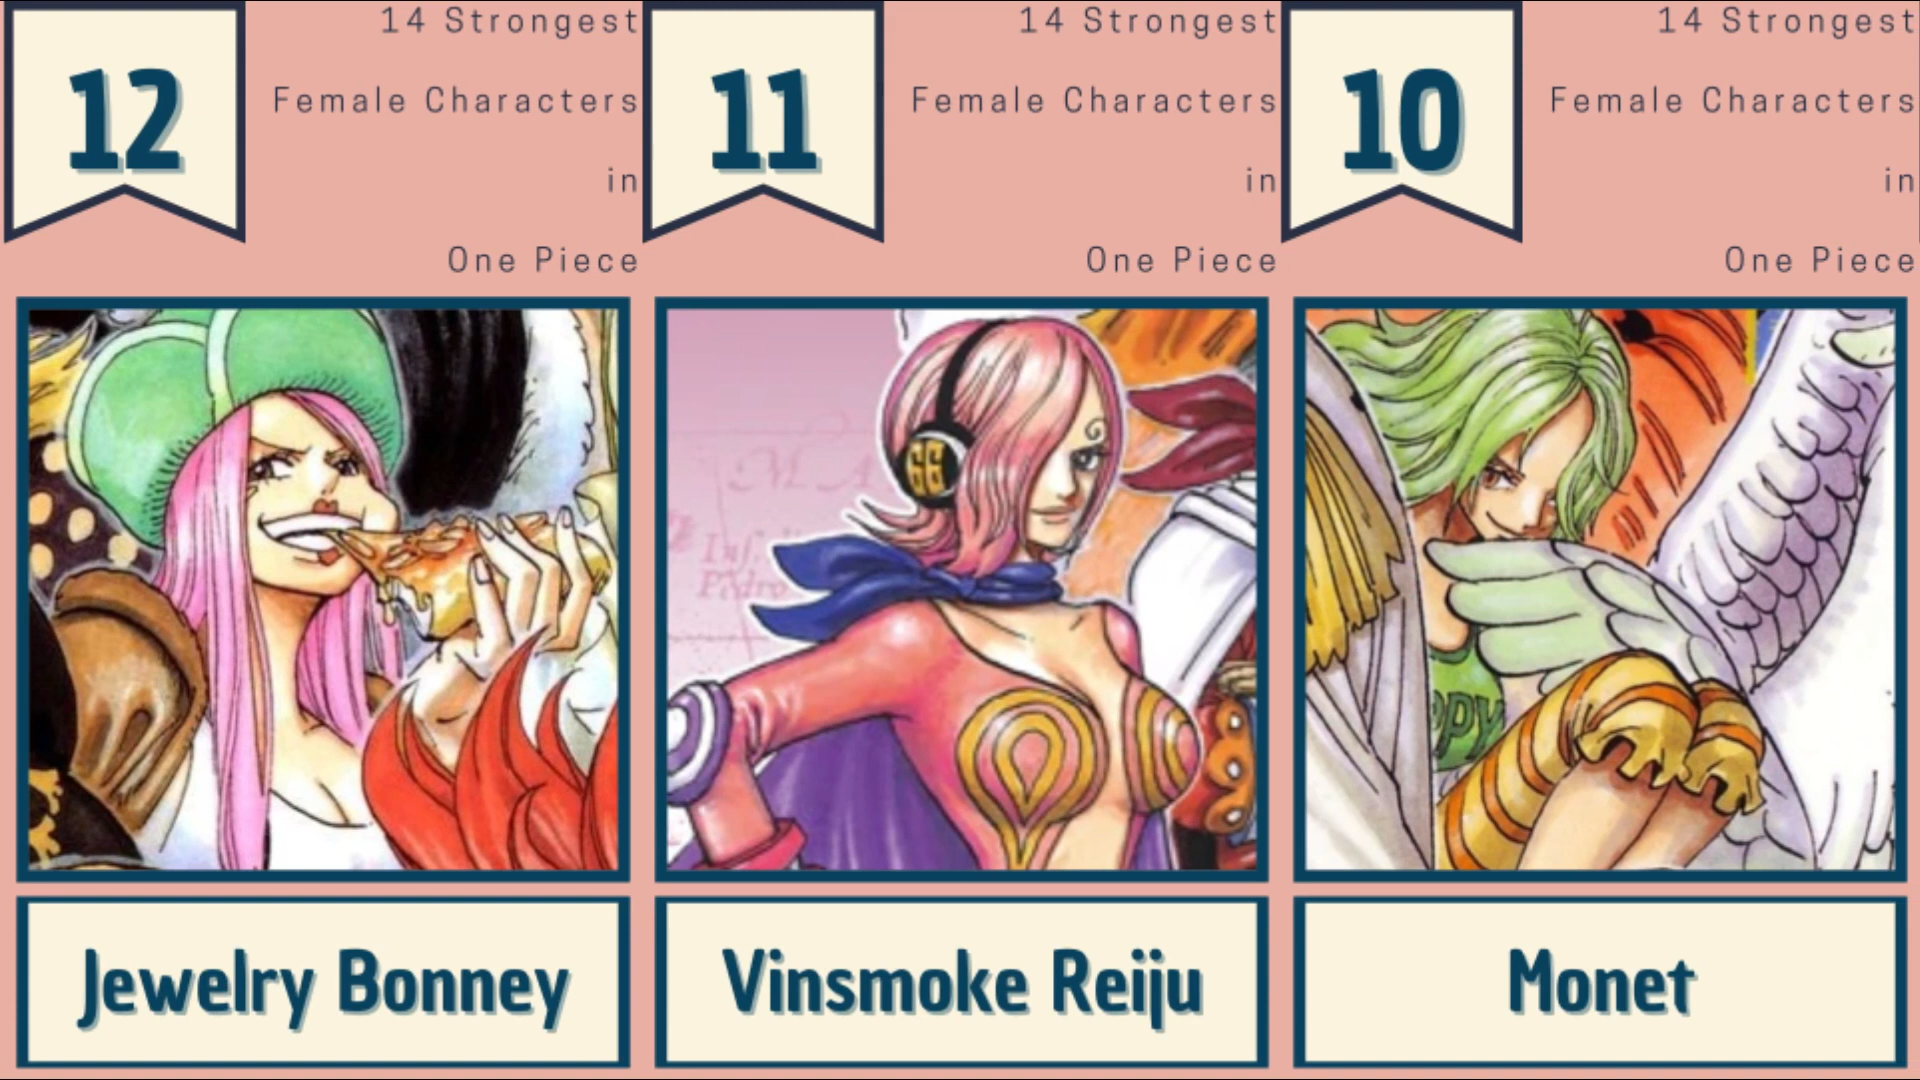 12
14 Strongest
Female Characters
in
One Piece
Jewelry Bonney
11
14 Strongest
Female Characters
in
One Piece
66
Vinsmoke Reiju
10
14 Strongest
Female Characters
in
One Piece
PPY
Monet